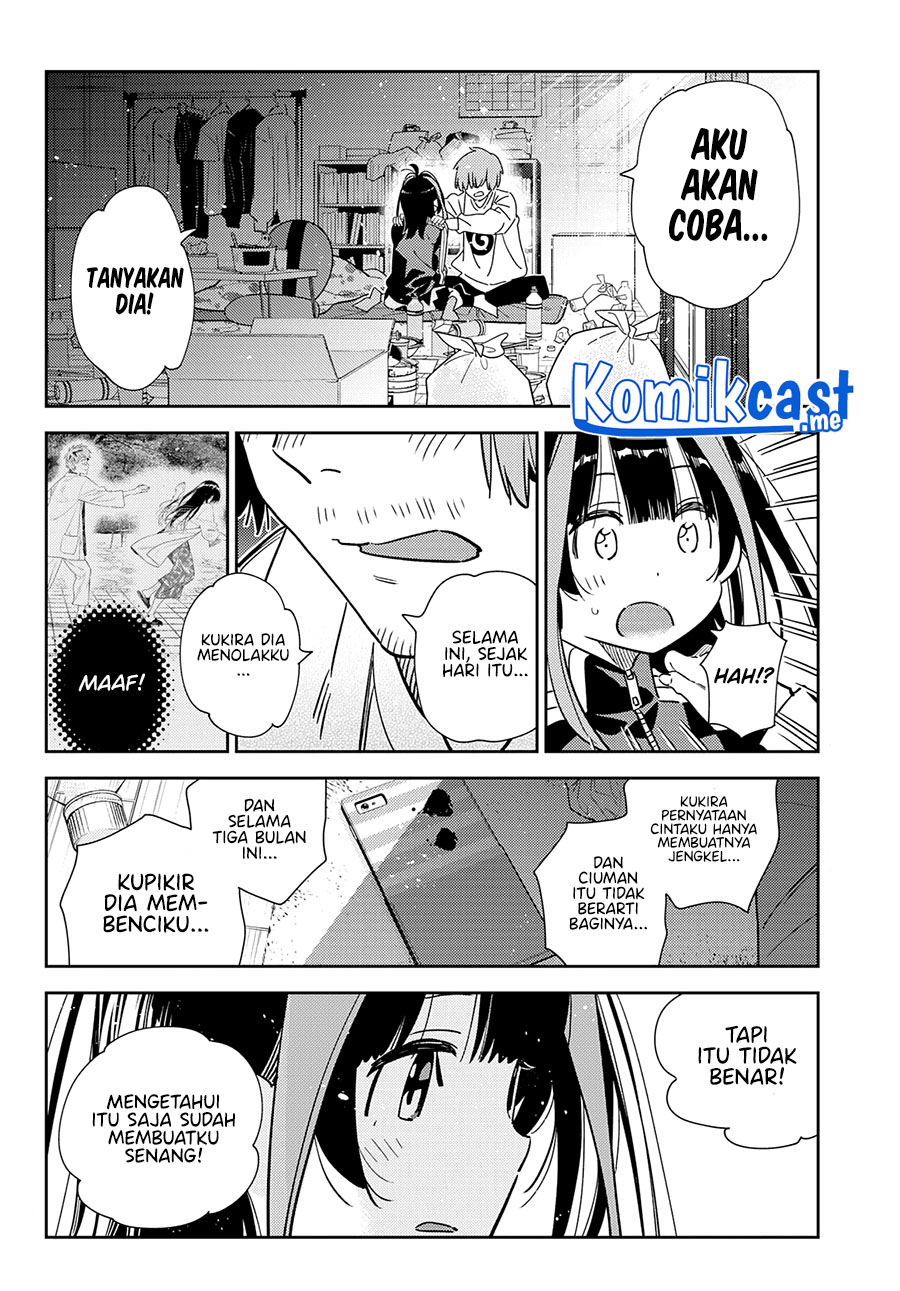 AKU
AKAN
COBA...
TANYAKAN
DIA!
Komikcast
.me
HAH!?
SELAMA
INI, SEJAK
HARI ITU...
KUKIRA DIA
MENOLAKKU
...
MAAF!
KUKIRA
PERNYATAAN
CINTAKU HANYA
MEMBUATNYA
JENGKEL...
DAN
CIUMAN
ITU TIDAK
BERARTI
BAGINYA...
DAN
SELAMA
TIGA BULAN
INI...
KUPIKIR
DIA MEM-
BENCIKU...
TAPI
ITU TIDAK
BENAR!
MENGETAHUI
ITU SAJA SUDAH
MEMBUATKU
SENANG!